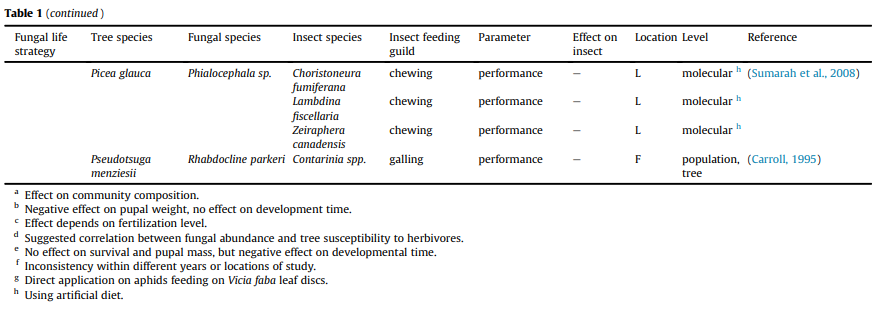 Table 1 (continued)
Fungal life strategy Tree species Fungal species Insect species Insect feeding guild Parameter Effect on insect Location Level Reference
Picea glauca Phialocephala sp. Choristoneura fumiferana chewing performance − L molecular h (Sumarah et al., 2008)
Lambdina fiscellaria chewing performance − L molecular h
Zeiraphera canadensis chewing performance − L molecular h
Pseudotsuga menziesii Rhabdocline parkeri Contarinia spp. galling performance − F population, tree (Carroll, 1995)
a Effect on community composition.
b Negative effect on pupal weight, no effect on development time.
c Effect depends on fertilization level.
d Suggested correlation between fungal abundance and tree susceptibility to herbivores.
e No effect on survival and pupal mass, but negative effect on developmental time.
f Inconsistency within different years or locations of study.
g Direct application on aphids feeding on Vicia faba leaf discs.
h Using artificial diet.